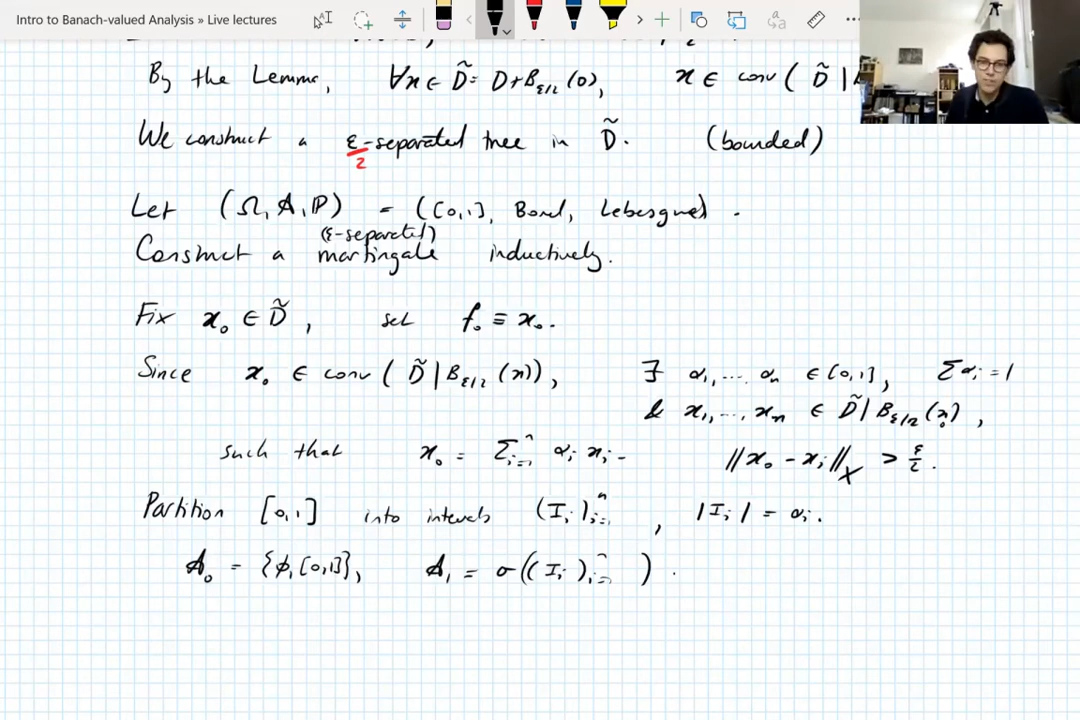 Intro to Banach-valued Analysis » Live lectures
By the Lemma, ∀x ∈ D̃ = D + B_{ε/2}(0), x ∈ conv( D̃ \
We construct a ε/2-separated tree in D̃. (bounded)
Let (Ω, A, ℙ) = ([0,1], Borel, Lebesgue).
(ε-separated)
Construct a martingale inductively.
Fix x₀ ∈ D̃, set f₀ ≡ x₀.
Since x₀ ∈ conv( D̃ \ B_{ε/2}(x)), ∃ α₁, ... αₙ ∈ [0,1], Σαᵢ = 1
& x₁, ..., xₙ ∈ D̃ \ B_{ε/2}(x₀),
such that x₀ = Σᵢ₌₁ⁿ αᵢ xᵢ. ‖x₀ - xᵢ‖_X > ε/2.
Partition [0,1] into intervals (Iᵢ)ᵢ₌₁ⁿ, |Iᵢ| = αᵢ.
A₀ = {∅, [0,1]}, A₁ = σ((Iᵢ)ᵢ₌₁ⁿ).